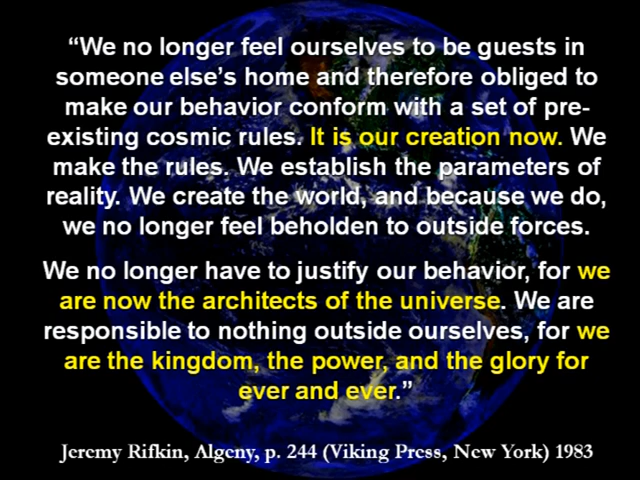 “We no longer feel ourselves to be guests in
someone else’s home and therefore obliged to
make our behavior conform with a set of pre-
existing cosmic rules. It is our creation now. We
make the rules. We establish the parameters of
reality. We create the world, and because we do,
we no longer feel beholden to outside forces.
We no longer have to justify our behavior, for we
are now the architects of the universe. We are
responsible to nothing outside ourselves, for we
are the kingdom, the power, and the glory for
ever and ever.”
Jeremy Rifkin, Algeny, p. 244 (Viking Press, New York) 1983